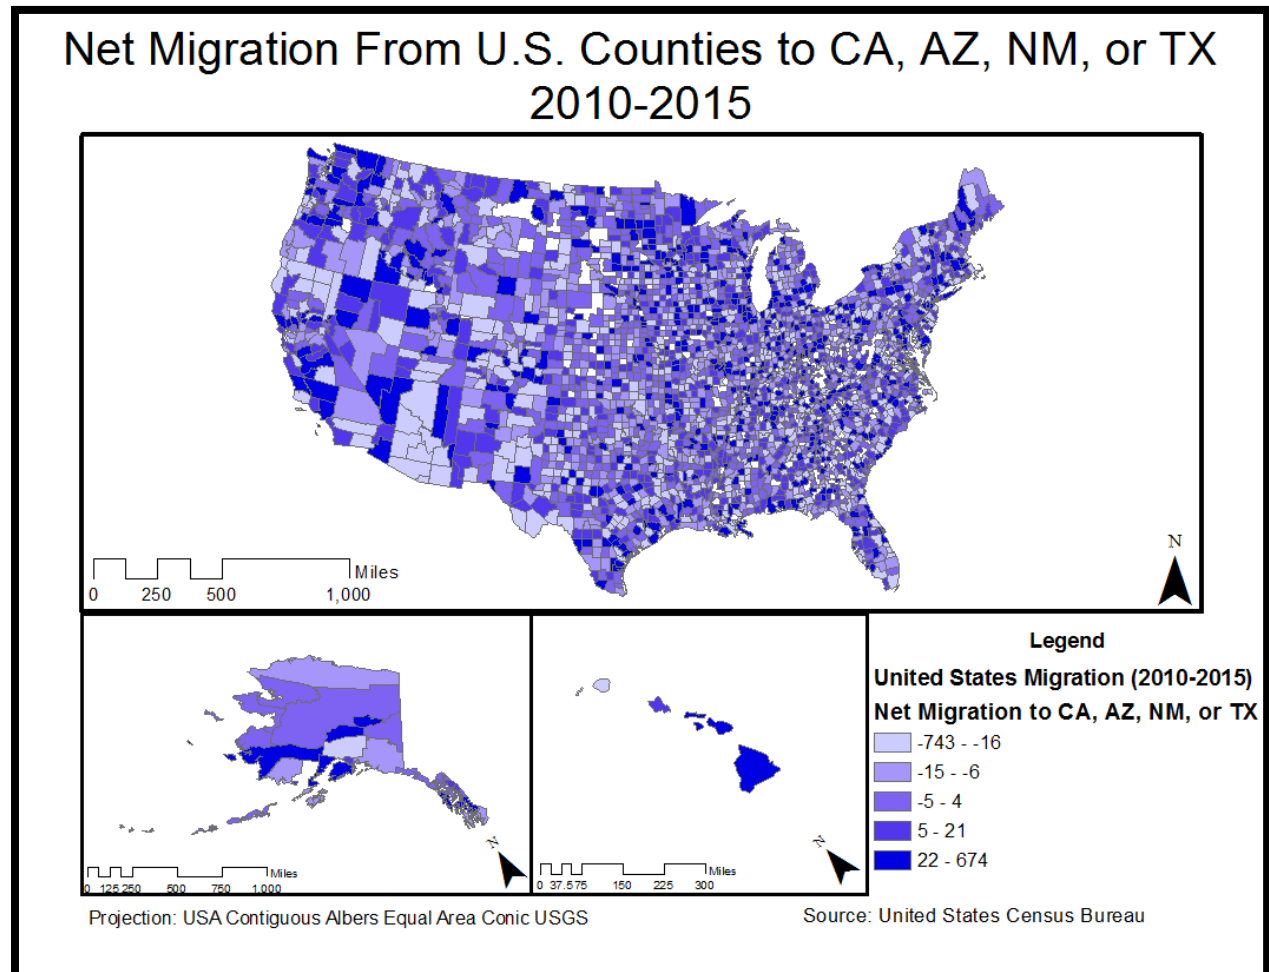 Net Migration From U.S. Counties to CA, AZ, NM, or TX
2010-2015
N
Miles
0 250 500 1,000
Legend
United States Migration (2010-2015)
Net Migration to CA, AZ, NM, or TX
-743 - -16
-15 - -6
-5 - 4
5 - 21
22 - 674
N
Miles
0 125 250 500 750 1,000
N
Miles
0 37.5 75 150 225 300
Projection: USA Contiguous Albers Equal Area Conic USGS
Source: United States Census Bureau